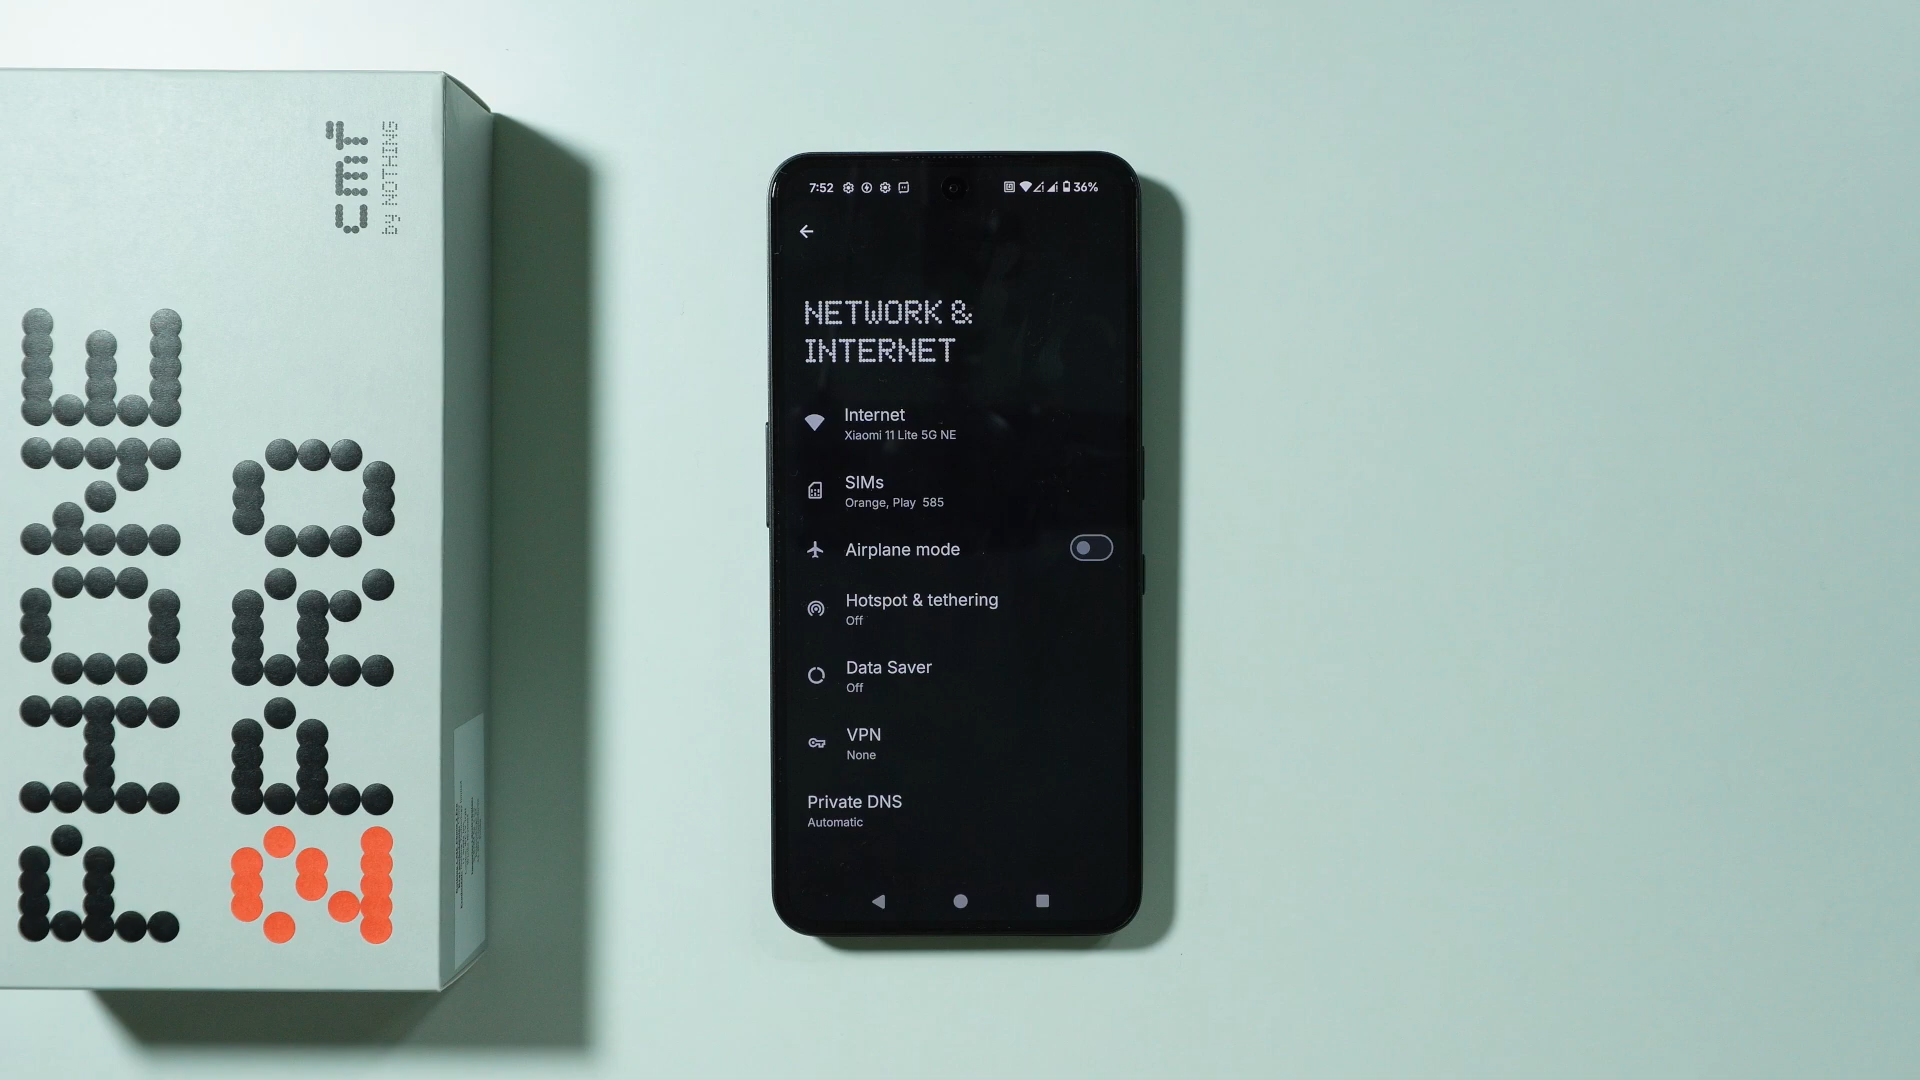 cmf
by NOTHING
PHONE
2 PRO
7:52
36%
NETWORK &
INTERNET
Internet
Xiaomi 11 Lite 5G NE
SIMs
Orange, Play 585
Airplane mode
Hotspot & tethering
Off
Data Saver
Off
VPN
None
Private DNS
Automatic